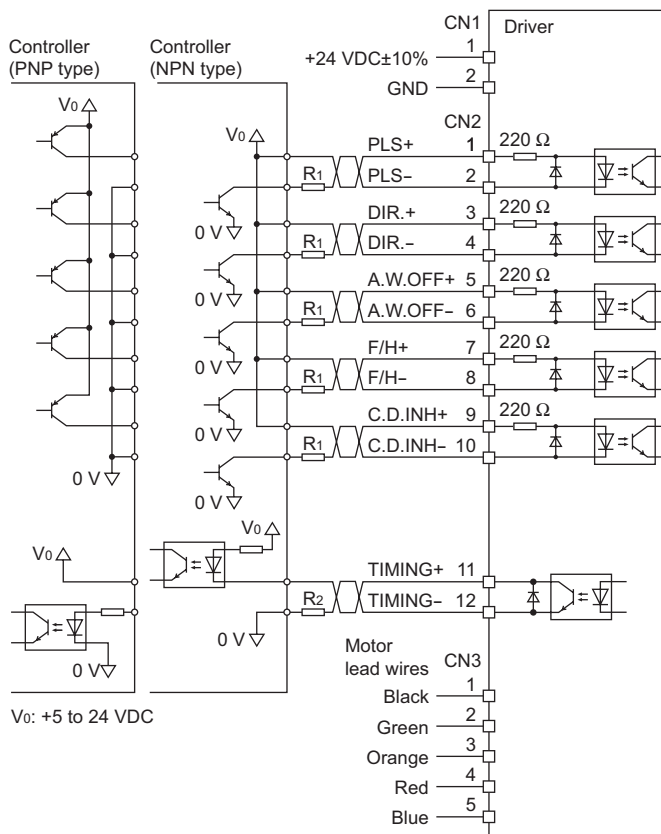 Controller
(PNP type)
V0
0 V
V0
0 V
V0: +5 to 24 VDC
Controller
(NPN type)
V0
R1
0 V
R1
0 V
R1
0 V
R1
0 V
R1
0 V
V0
R2
0 V
CN1
Driver
+24 VDC±10%
1
GND
2
CN2
PLS+
1
220 Ω
PLS−
2
DIR.+
3
220 Ω
DIR.−
4
A.W.OFF+
5
220 Ω
A.W.OFF−
6
F/H+
7
220 Ω
F/H−
8
C.D.INH+
9
220 Ω
C.D.INH−
10
TIMING+
11
TIMING−
12
Motor
lead wires
CN3
Black
1
Green
2
Orange
3
Red
4
Blue
5